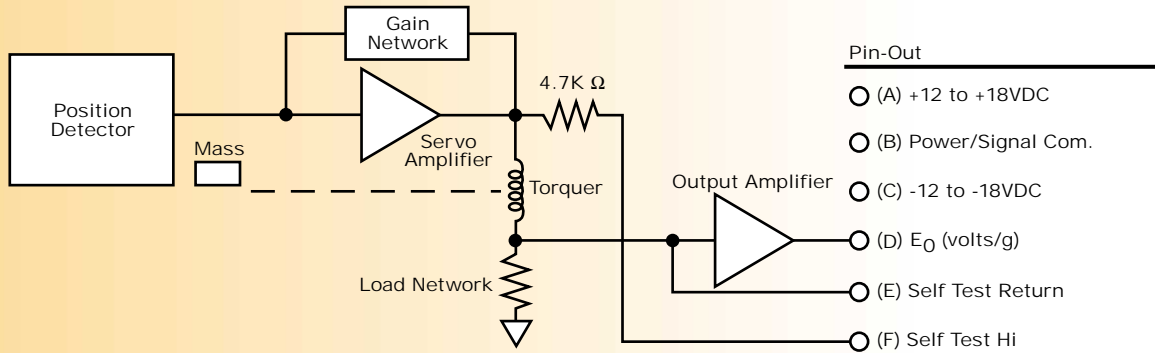 Gain
Network
Position
Detector
Mass
Servo
Amplifier
4.7K Ω
Torquer
Load Network
Output Amplifier
Pin-Out
(A) +12 to +18VDC
(B) Power/Signal Com.
(C) -12 to -18VDC
(D) E0 (volts/g)
(E) Self Test Return
(F) Self Test Hi